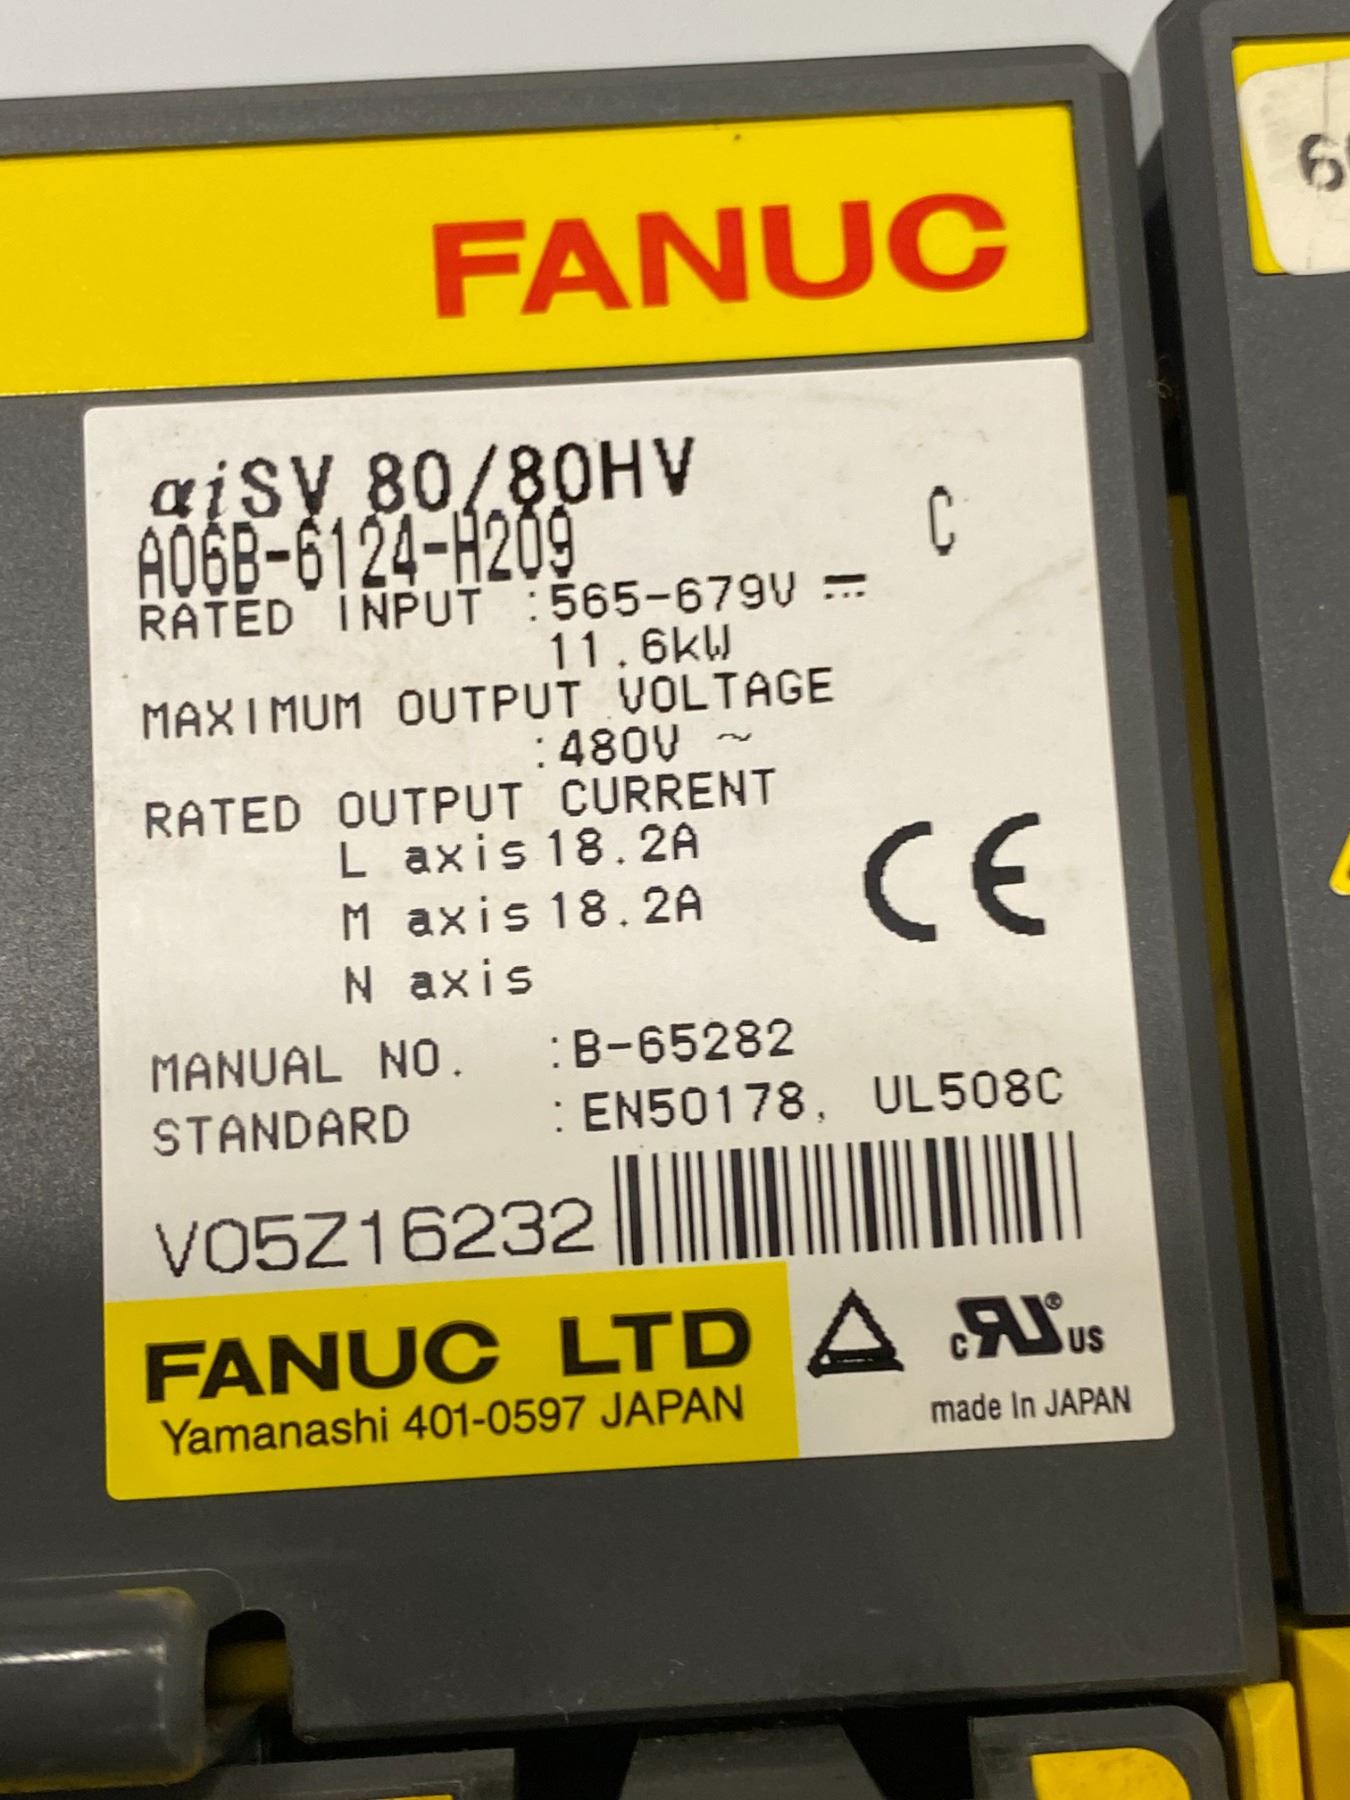 FANUC
αiSV 80/80HV
A06B-6124-H209 C
RATED INPUT :565-679V ⎓
11.6kW
MAXIMUM OUTPUT VOLTAGE
:480V ~
RATED OUTPUT CURRENT
L axis 18.2A
M axis 18.2A
N axis
CE
MANUAL NO. :B-65282
STANDARD :EN50178, UL508C
V05Z16232
FANUC LTD
Yamanashi 401-0597 JAPAN
c RU ® US
made In JAPAN